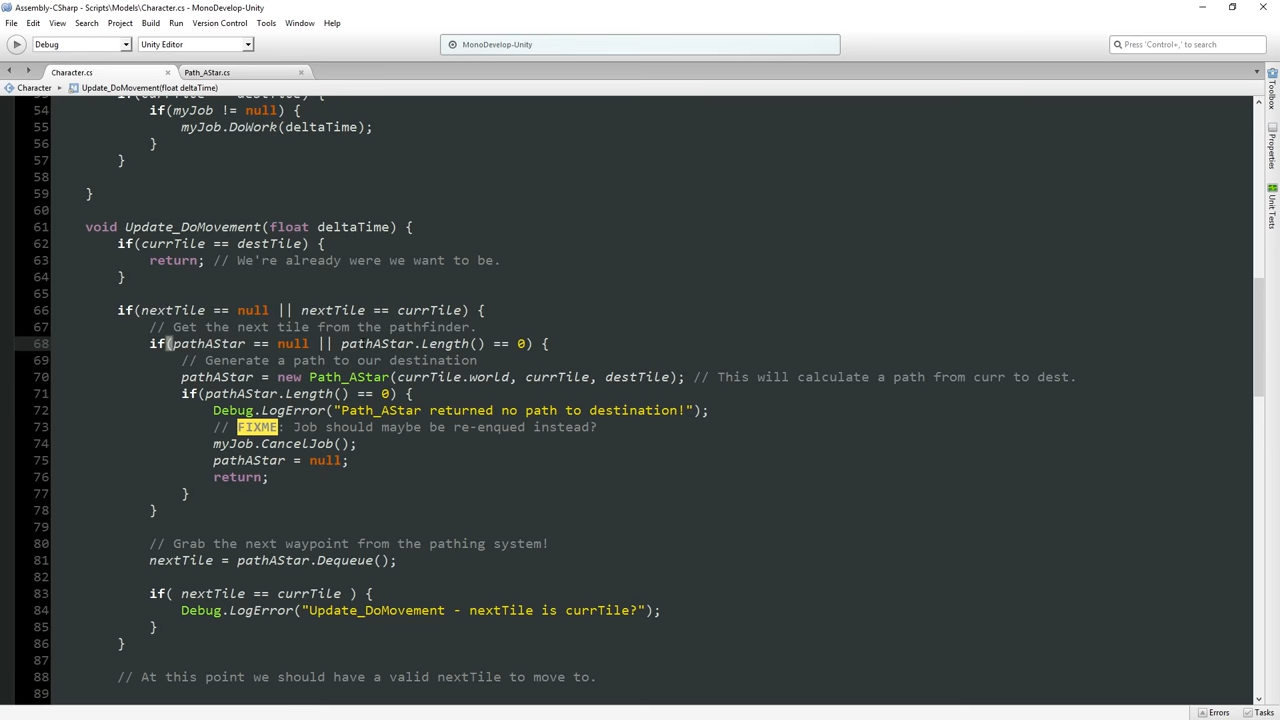 Assembly-CSharp - Scripts\Models\Character.cs - MonoDevelop-Unity
File Edit View Search Project Build Run Version Control Tools Window Help
Debug Unity Editor MonoDevelop-Unity Press 'Control+,' to search
Character.cs Path_AStar.cs
Character Update_DoMovement(float deltaTime)
54 if(myJob != null) {
55 myJob.DoWork(deltaTime);
56 }
57 }
58
59 }
60
61 void Update_DoMovement(float deltaTime) {
62 if(currTile == destTile) {
63 return; // We're already were we want to be.
64 }
65
66 if(nextTile == null || nextTile == currTile) {
67 // Get the next tile from the pathfinder.
68 if(pathAStar == null || pathAStar.Length() == 0) {
69 // Generate a path to our destination
70 pathAStar = new Path_AStar(currTile.world, currTile, destTile); // This will calculate a path from curr to dest.
71 if(pathAStar.Length() == 0) {
72 Debug.LogError("Path_AStar returned no path to destination!");
73 // FIXME: Job should maybe be re-enqued instead?
74 myJob.CancelJob();
75 pathAStar = null;
76 return;
77 }
78 }
79
80 // Grab the next waypoint from the pathing system!
81 nextTile = pathAStar.Dequeue();
82
83 if( nextTile == currTile ) {
84 Debug.LogError("Update_DoMovement - nextTile is currTile?");
85 }
86 }
87
88 // At this point we should have a valid nextTile to move to.
89
Toolbox
Properties
Unit Tests
Errors Tasks